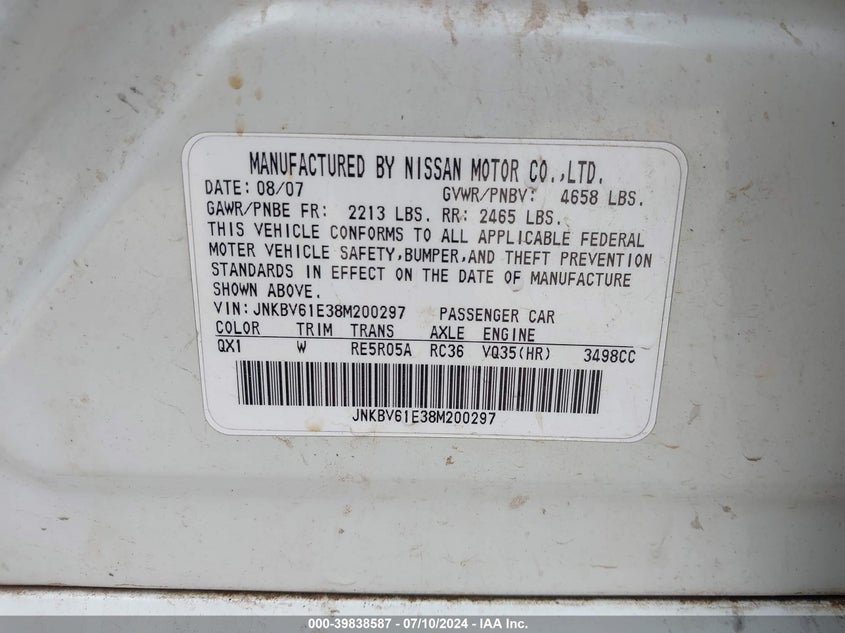 MANUFACTURED BY NISSAN MOTOR CO.,LTD.
DATE: 08/07 GVWR/PNBV: 4658 LBS.
GAWR/PNBE FR: 2213 LBS. RR: 2465 LBS.
THIS VEHICLE CONFORMS TO ALL APPLICABLE FEDERAL
MOTER VEHICLE SAFETY,BUMPER,AND THEFT PREVENTION
STANDARDS IN EFFECT ON THE DATE OF MANUFACTURE
SHOWN ABOVE.
VIN: JNKBV61E38M200297 PASSENGER CAR
COLOR TRIM TRANS AXLE ENGINE
QX1 W RE5R05A RC36 VQ35(HR) 3498CC
JNKBV61E38M200297
000-39838587 - 07/10/2024 - IAA Inc.